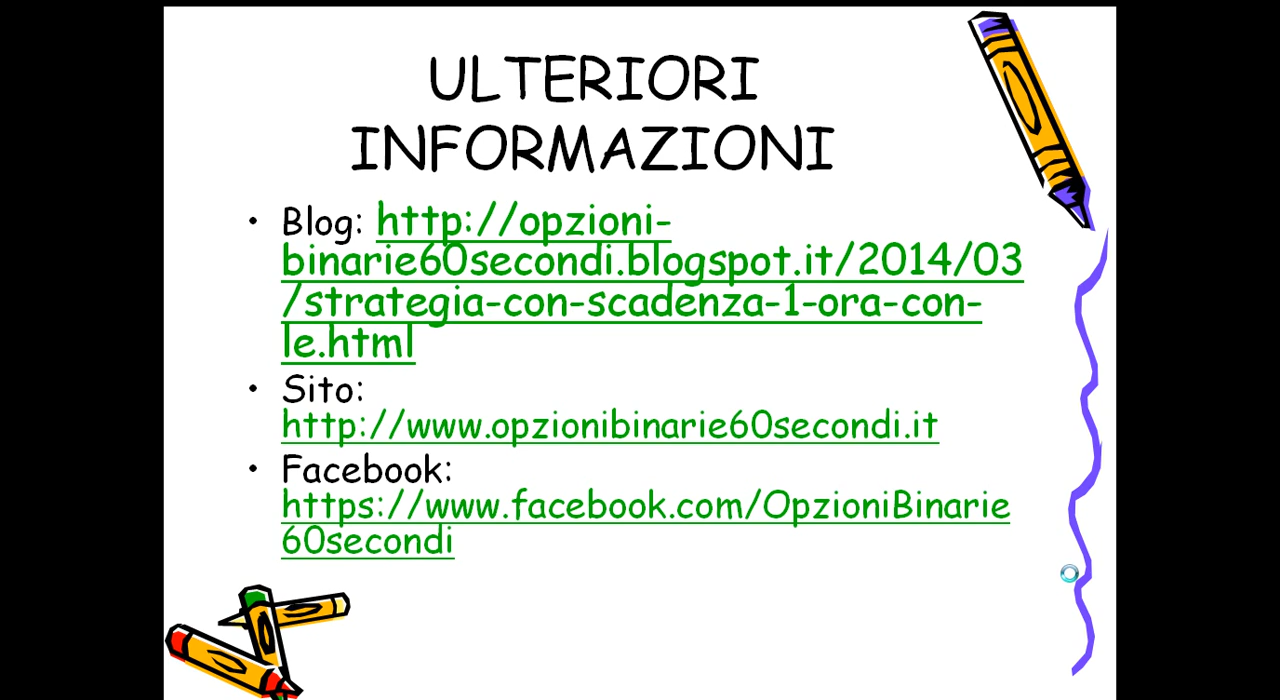 ULTERIORI
INFORMAZIONI
• Blog: http://opzioni-
binarie60secondi.blogspot.it/2014/03
/strategia-con-scadenza-1-ora-con-
le.html
• Sito:
http://www.opzionibinarie60secondi.it
• Facebook:
https://www.facebook.com/OpzioniBinarie
60secondi